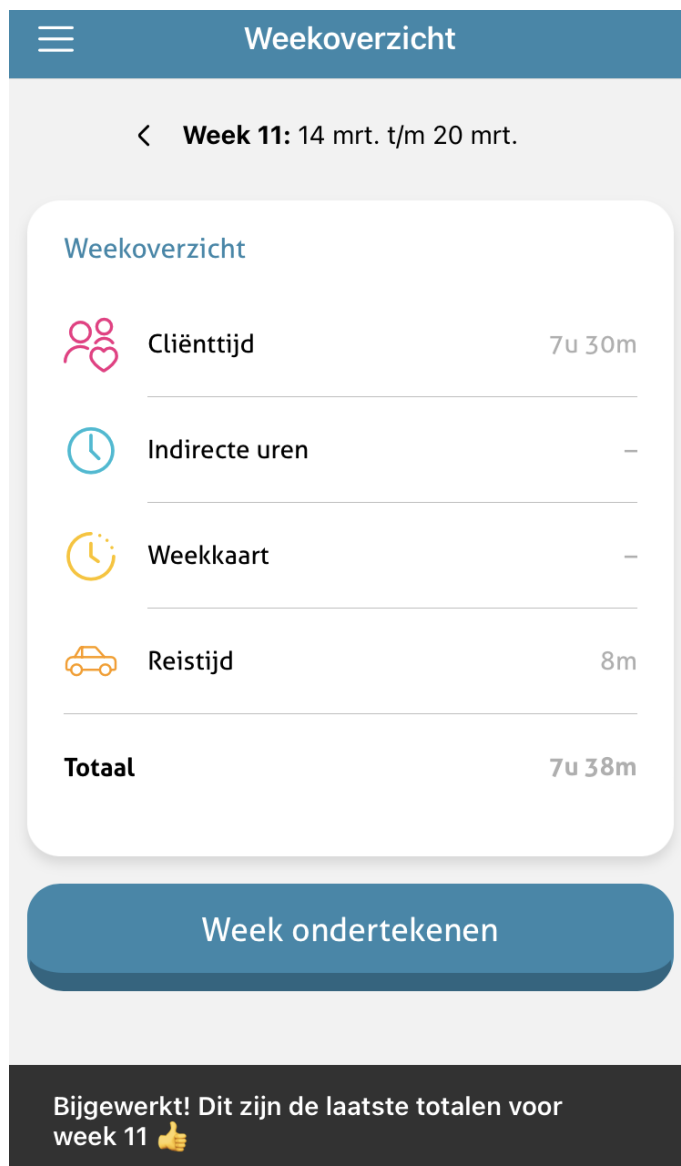 Weekoverzicht
Week 11: 14 mrt. t/m 20 mrt.
Weekoverzicht
Cliënttijd 7u 30m
Indirecte uren –
Weekkaart –
Reistijd 8m
Totaal 7u 38m
Week ondertekenen
Bijgewerkt! Dit zijn de laatste totalen voor
week 11 👍